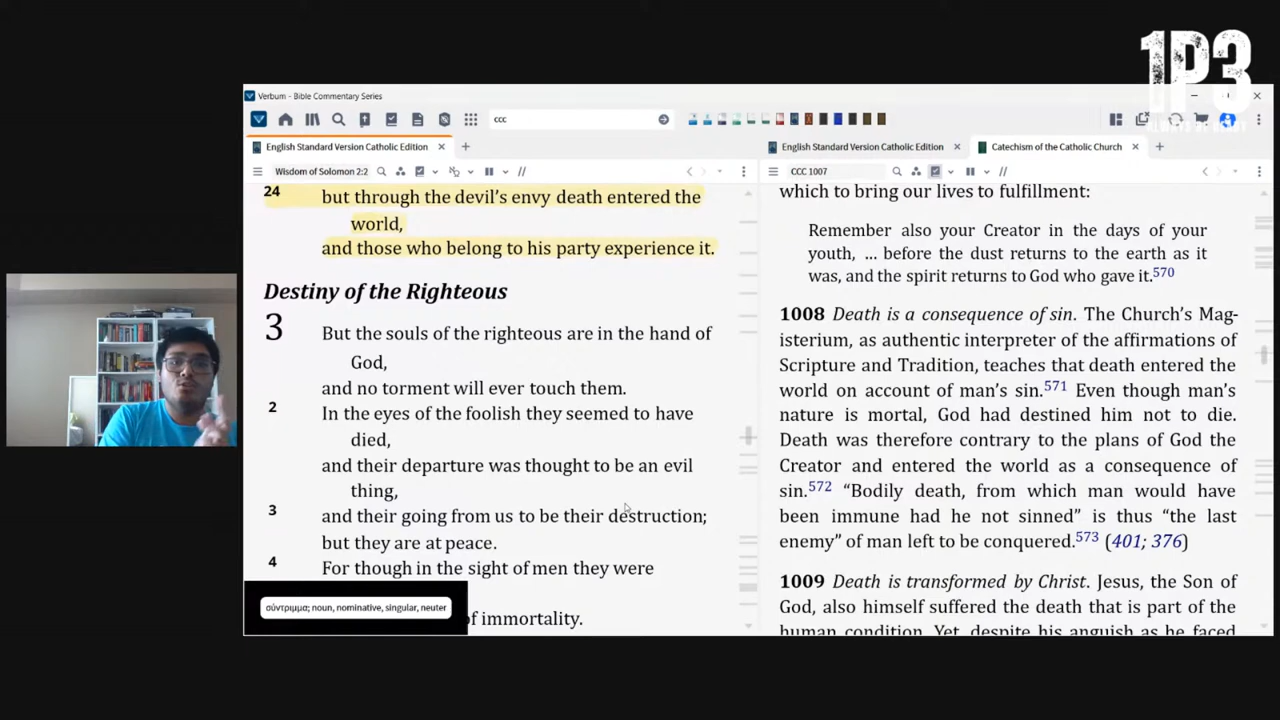 1P3
ALWAYS BE READY
Verbum - Bible Commentary Series
ccc
English Standard Version Catholic Edition
Wisdom of Solomon 2:2
24 but through the devil's envy death entered the
world,
and those who belong to his party experience it.
Destiny of the Righteous
3 But the souls of the righteous are in the hand of
God,
and no torment will ever touch them.
2 In the eyes of the foolish they seemed to have
died,
and their departure was thought to be an evil
thing,
3 and their going from us to be their destruction;
but they are at peace.
4 For though in the sight of men they were
of immortality.
σύντριμμα; noun, nominative, singular, neuter
English Standard Version Catholic Edition
Catechism of the Catholic Church
CCC 1007
which to bring our lives to fulfillment:
Remember also your Creator in the days of your
youth, … before the dust returns to the earth as it
was, and the spirit returns to God who gave it.570
1008 Death is a consequence of sin. The Church's Mag-
isterium, as authentic interpreter of the affirmations of
Scripture and Tradition, teaches that death entered the
world on account of man's sin.571 Even though man's
nature is mortal, God had destined him not to die.
Death was therefore contrary to the plans of God the
Creator and entered the world as a consequence of
sin.572 “Bodily death, from which man would have
been immune had he not sinned” is thus “the last
enemy” of man left to be conquered.573 (401; 376)
1009 Death is transformed by Christ. Jesus, the Son of
God, also himself suffered the death that is part of the
human condition. Yet, despite his anguish as he faced